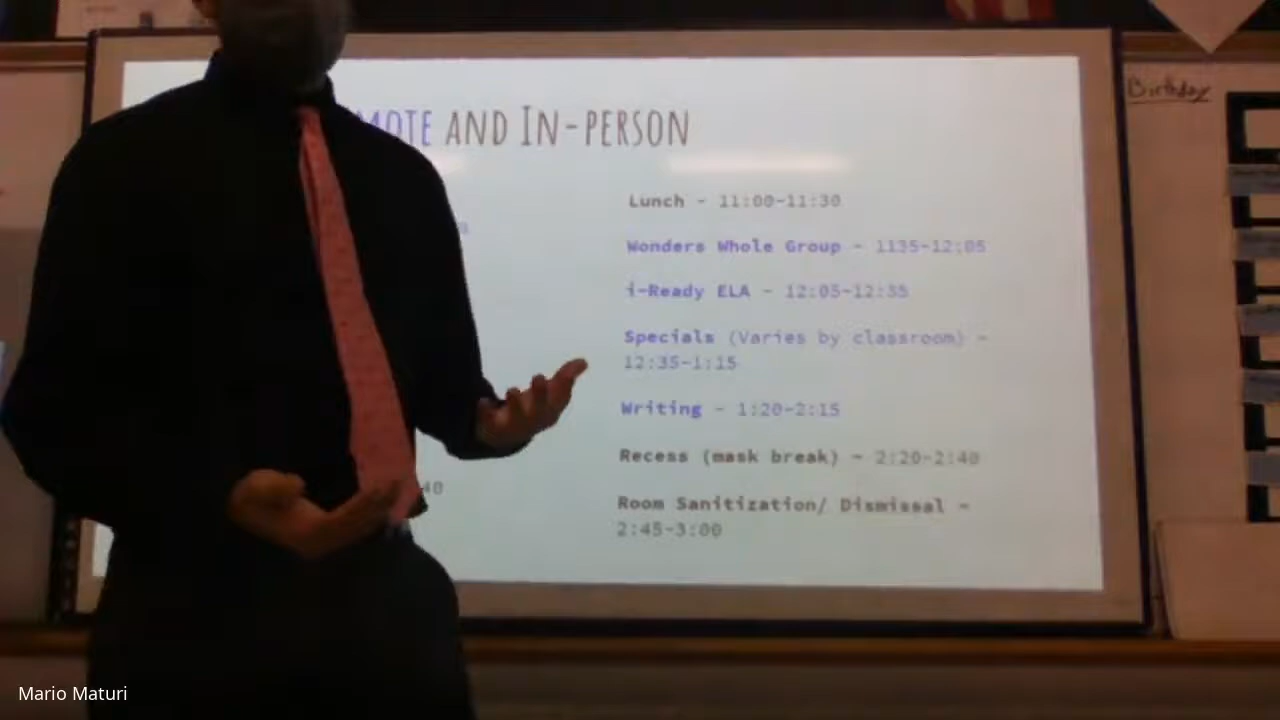 MOTE AND IN-PERSON
Birthday
Lunch - 11:00-11:30
Wonders Whole Group - 1135-12:05
i-Ready ELA - 12:05-12:35
Specials (Varies by classroom) -
12:35-1:15
Writing - 1:20-2:15
Recess (mask break) - 2:20-2:40
40
Room Sanitization/ Dismissal -
2:45-3:00
Mario Maturi